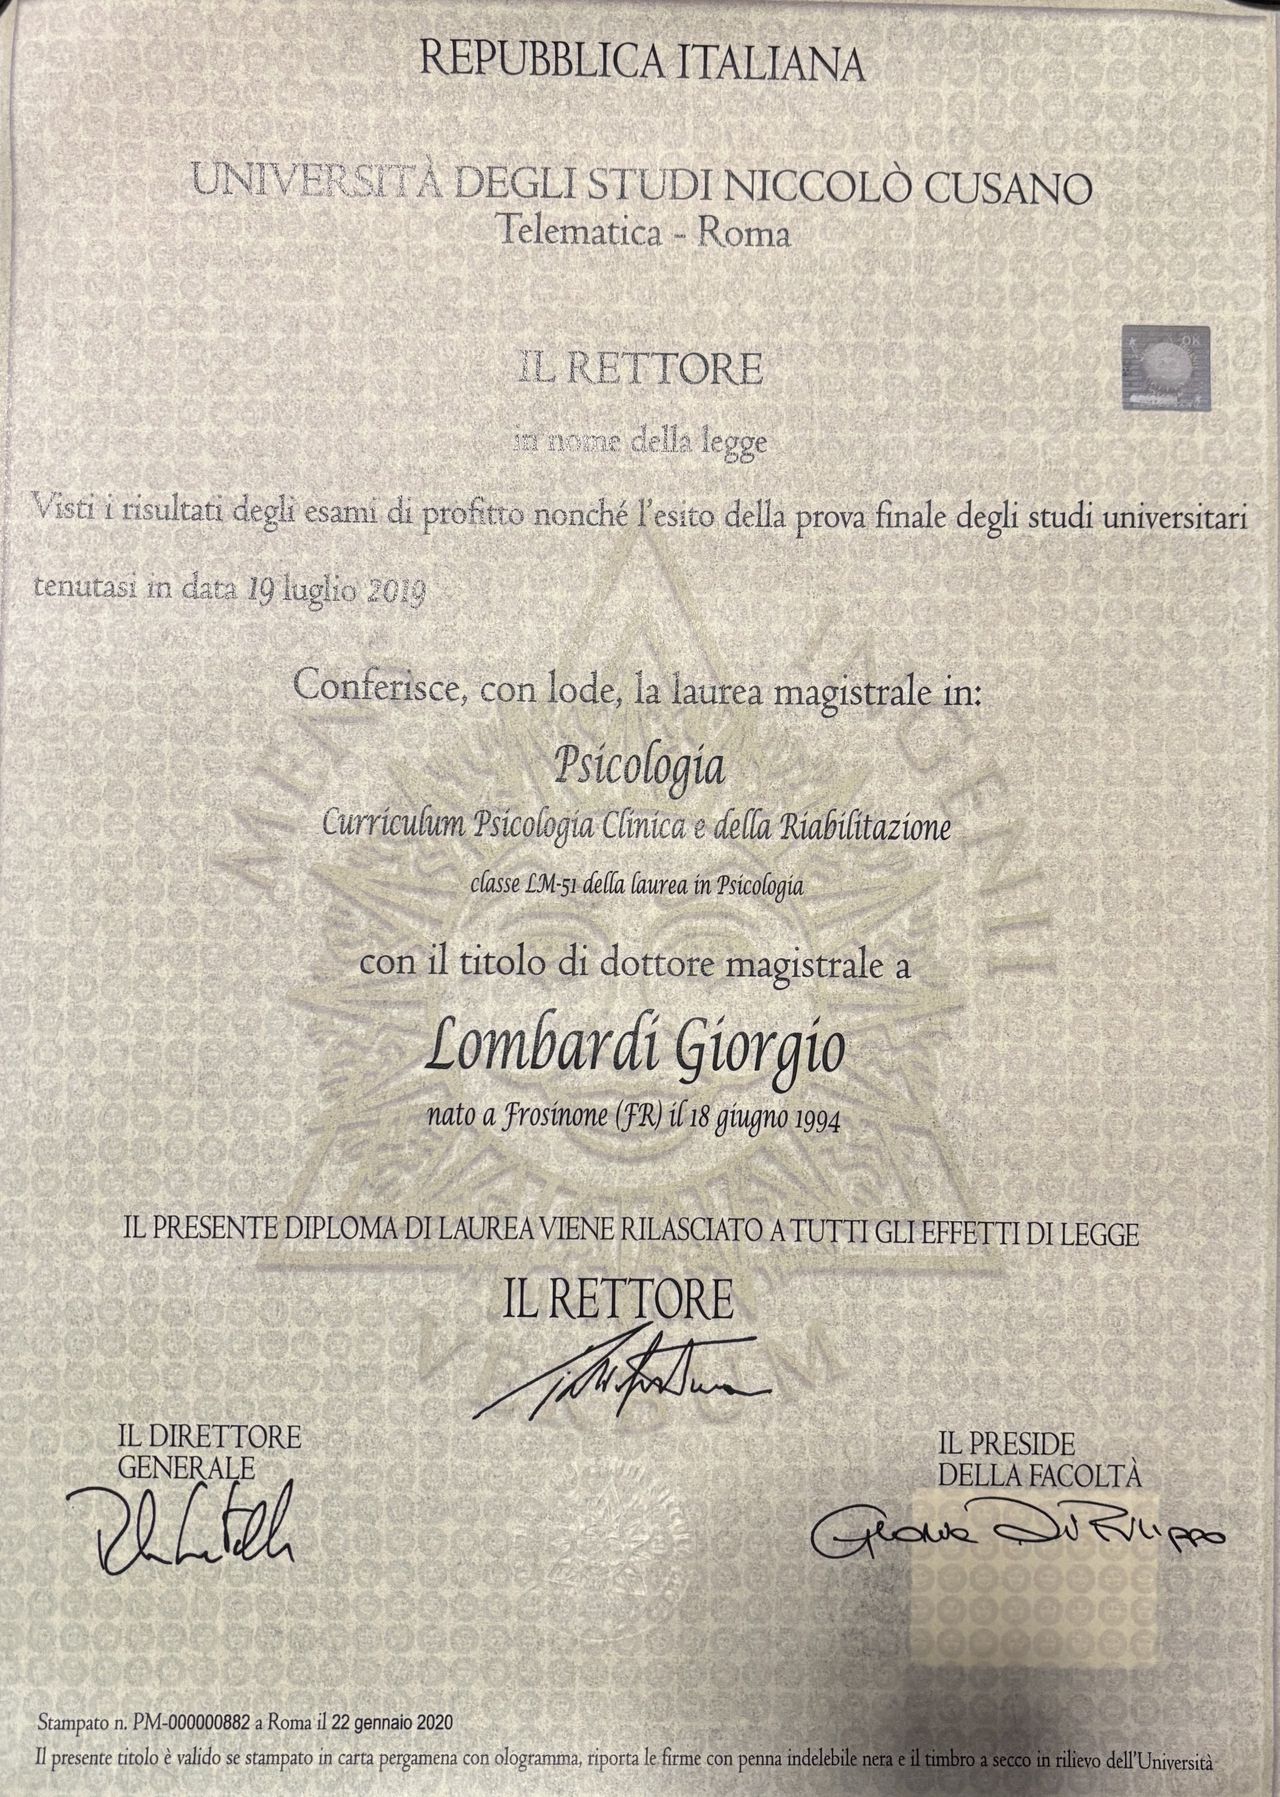 REPUBBLICA ITALIANA
UNIVERSITÀ DEGLI STUDI NICCOLÒ CUSANO
Telematica - Roma
IL RETTORE
OK
in nome della legge
Visti i risultati degli esami di profitto nonché l'esito della prova finale degli studi universitari
tenutasi in data 19 luglio 2019
Conferisce, con lode, la laurea magistrale in:
Psicologia
Curriculum Psicologia Clinica e della Riabilitazione
classe LM-51 della laurea in Psicologia
con il titolo di dottore magistrale a
Lombardi Giorgio
nato a Frosinone (FR) il 18 giugno 1994
IL PRESENTE DIPLOMA DI LAUREA VIENE RILASCIATO A TUTTI GLI EFFETTI DI LEGGE
IL RETTORE
IL DIRETTORE
GENERALE
IL PRESIDE
DELLA FACOLTÀ
Stampato n. PM-000000882 a Roma il 22 gennaio 2020
Il presente titolo è valido se stampato in carta pergamena con ologramma, riporta le firme con penna indelebile nera e il timbro a secco in rilievo dell'Università